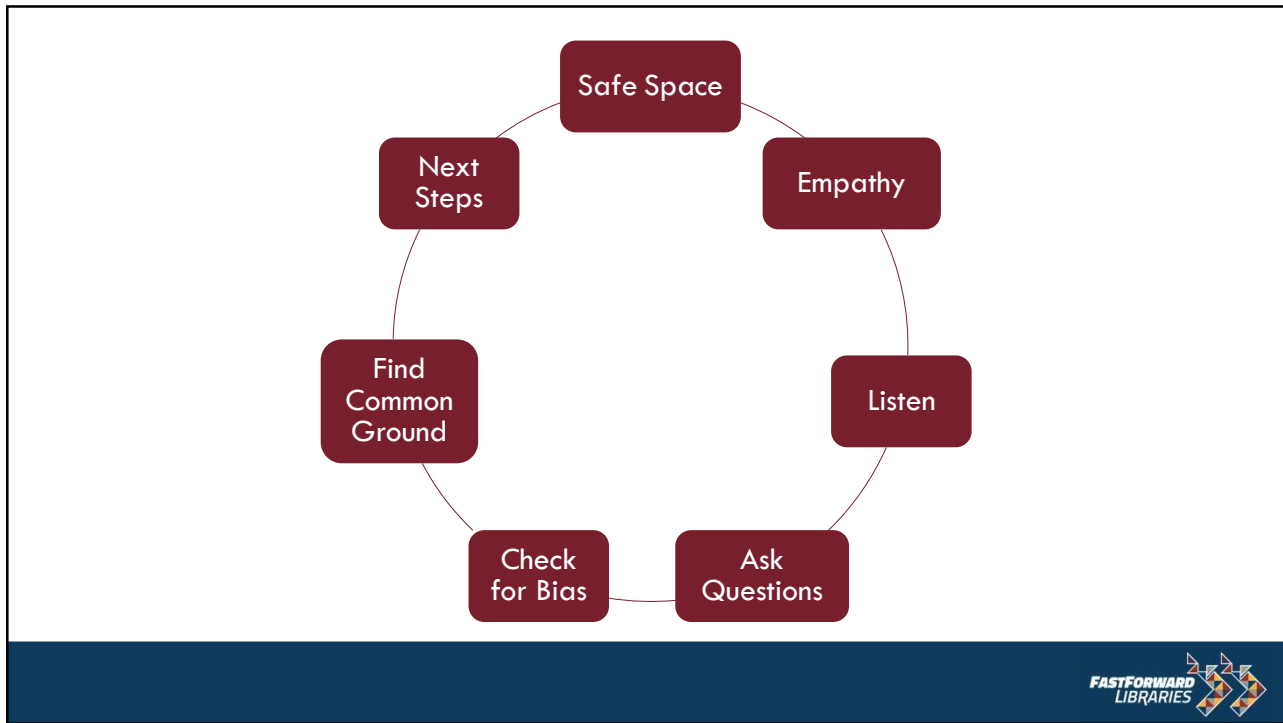 Safe Space
Empathy
Listen
Ask
Questions
Check
for Bias
Find
Common
Ground
Next
Steps
FASTFORWARD
LIBRARIES